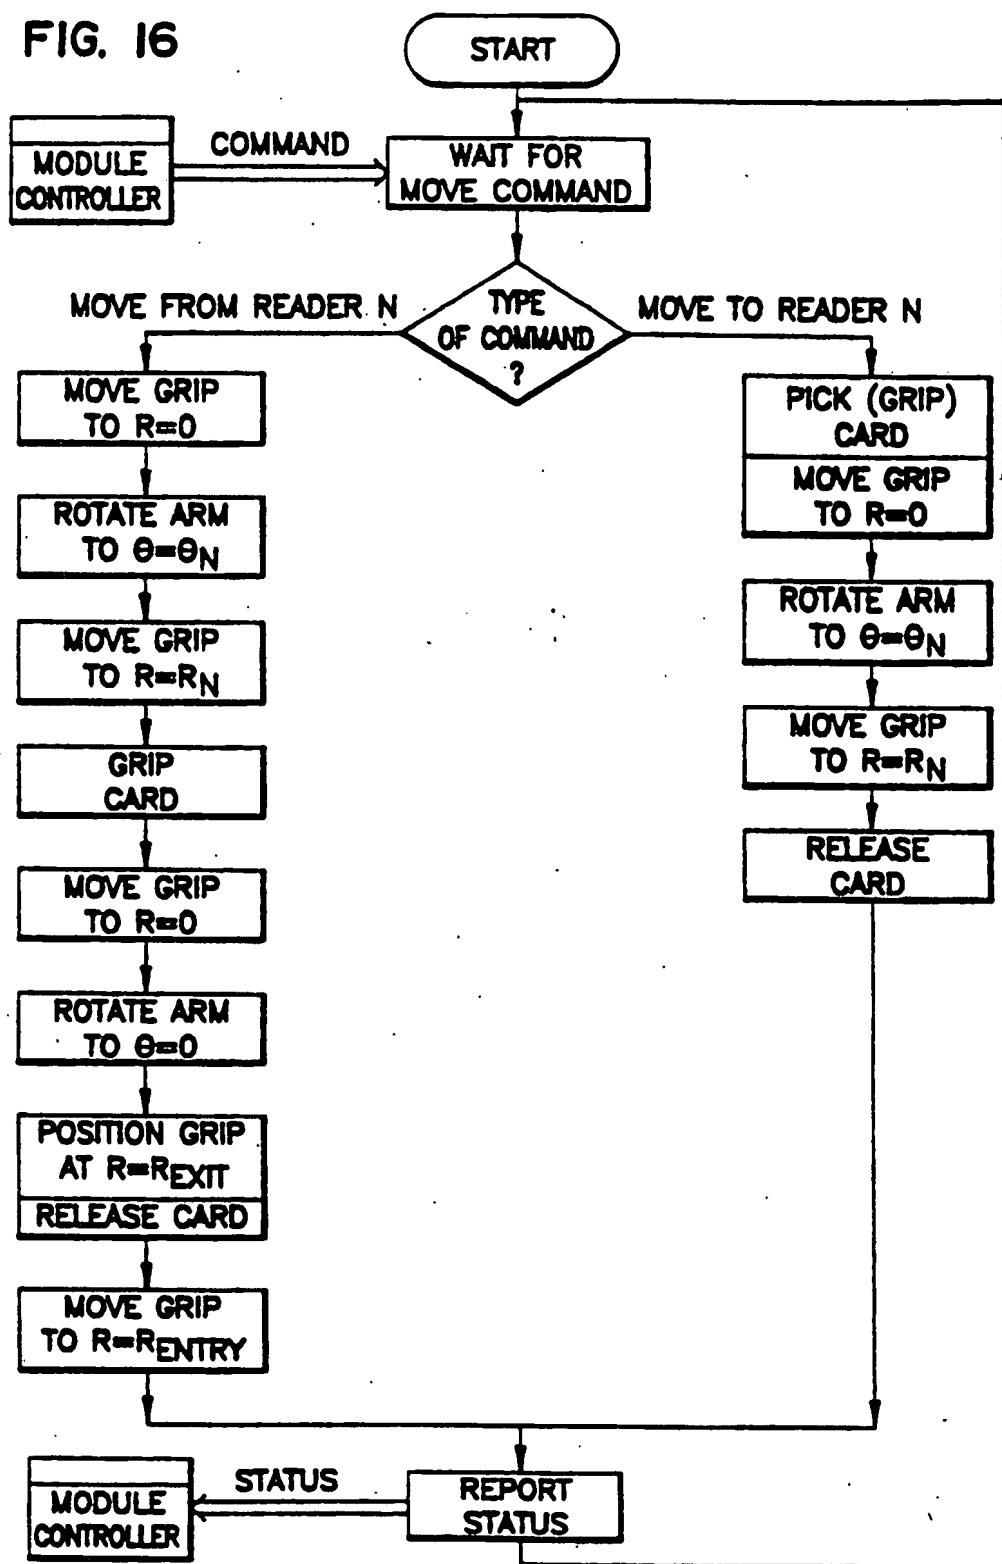 FIG. 16
START
COMMAND
MODULE
CONTROLLER
WAIT FOR
MOVE COMMAND
MOVE FROM READER N
TYPE
OF COMMAND
?
MOVE TO READER N
MOVE GRIP
TO R=0
ROTATE ARM
TO θ=θN
MOVE GRIP
TO R=RN
GRIP
CARD
MOVE GRIP
TO R=0
ROTATE ARM
TO θ=0
POSITION GRIP
AT R=REXIT
RELEASE CARD
MOVE GRIP
TO R=RENTRY
PICK (GRIP)
CARD
MOVE GRIP
TO R=0
ROTATE ARM
TO θ=θN
MOVE GRIP
TO R=RN
RELEASE
CARD
STATUS
MODULE
CONTROLLER
REPORT
STATUS